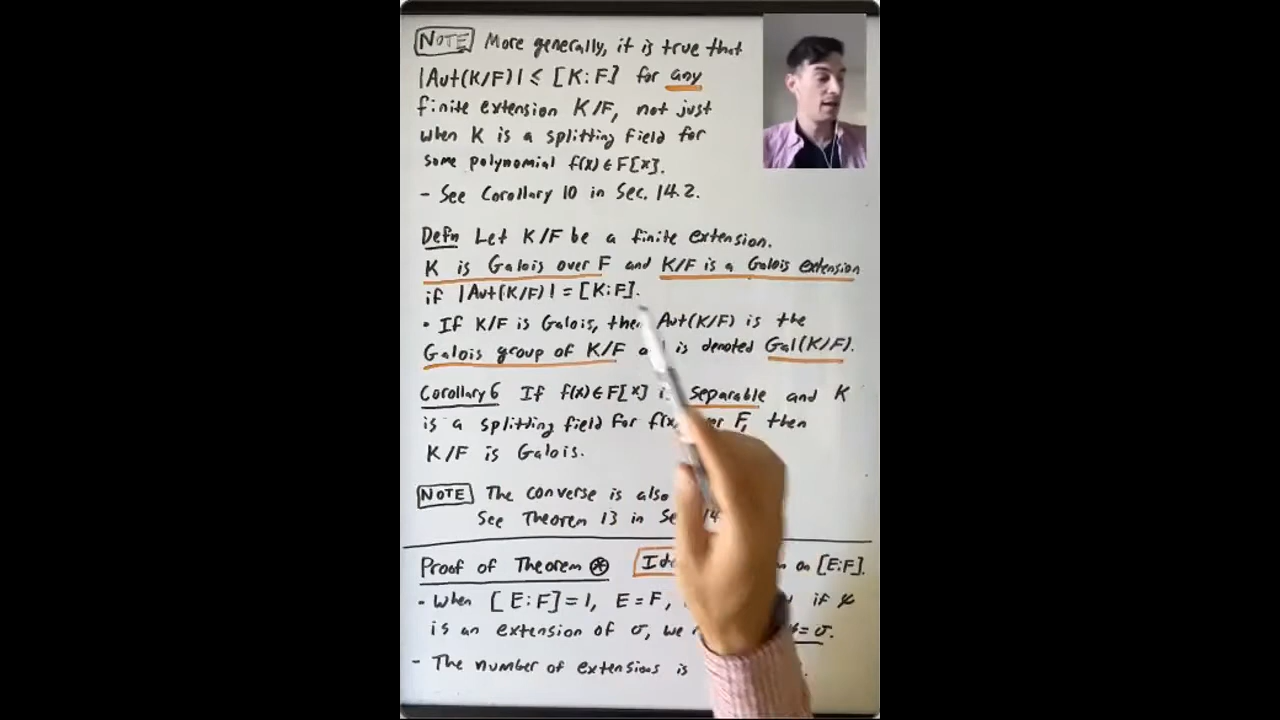 NOTE More generally, it is true that
|Aut(K/F)| ≤ [K:F] for any
finite extension K/F, not just
when K is a splitting field for
some polynomial f(x)∈F[x].
- See Corollary 10 in Sec. 14.2.
Defn Let K/F be a finite extension.
K is Galois over F and K/F is a Galois extension
if |Aut(K/F)| = [K:F].
• If K/F is Galois, then Aut(K/F) is the
Galois group of K/F is denoted Gal(K/F).
Corollary 6 If f(x)∈F[x] is separable and K
is a splitting field for F, then
K/F is Galois.
NOTE The converse is also
See Theorem 13 in
Proof of Theorem ⊛ on [E:F].
- When [E:F]=1, E=F, if ψ
is an extension of σ, we = σ.
- The number of extensions is